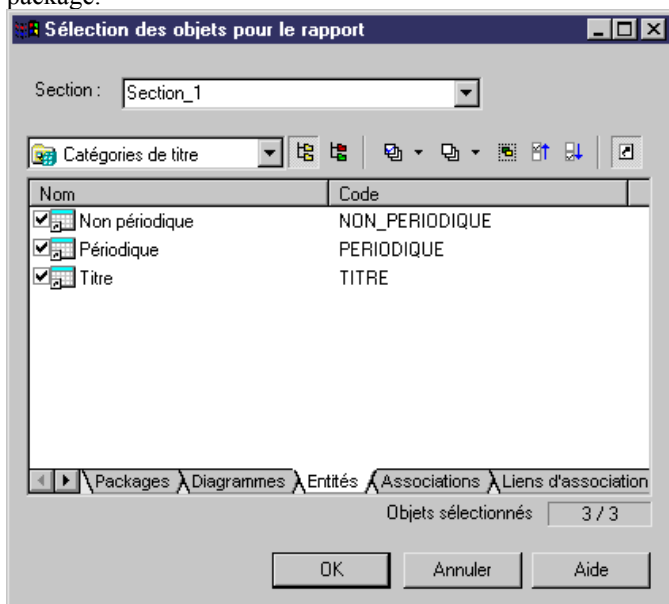 package.
Sélection des objets pour le rapport
Section : Section_1
Catégories de titre
Nom Code
Non périodique NON_PERIODIQUE
Périodique PERIODIQUE
Titre TITRE
Packages Diagrammes Entités Associations Liens d'association
Objets sélectionnés 3 / 3
OK Annuler Aide